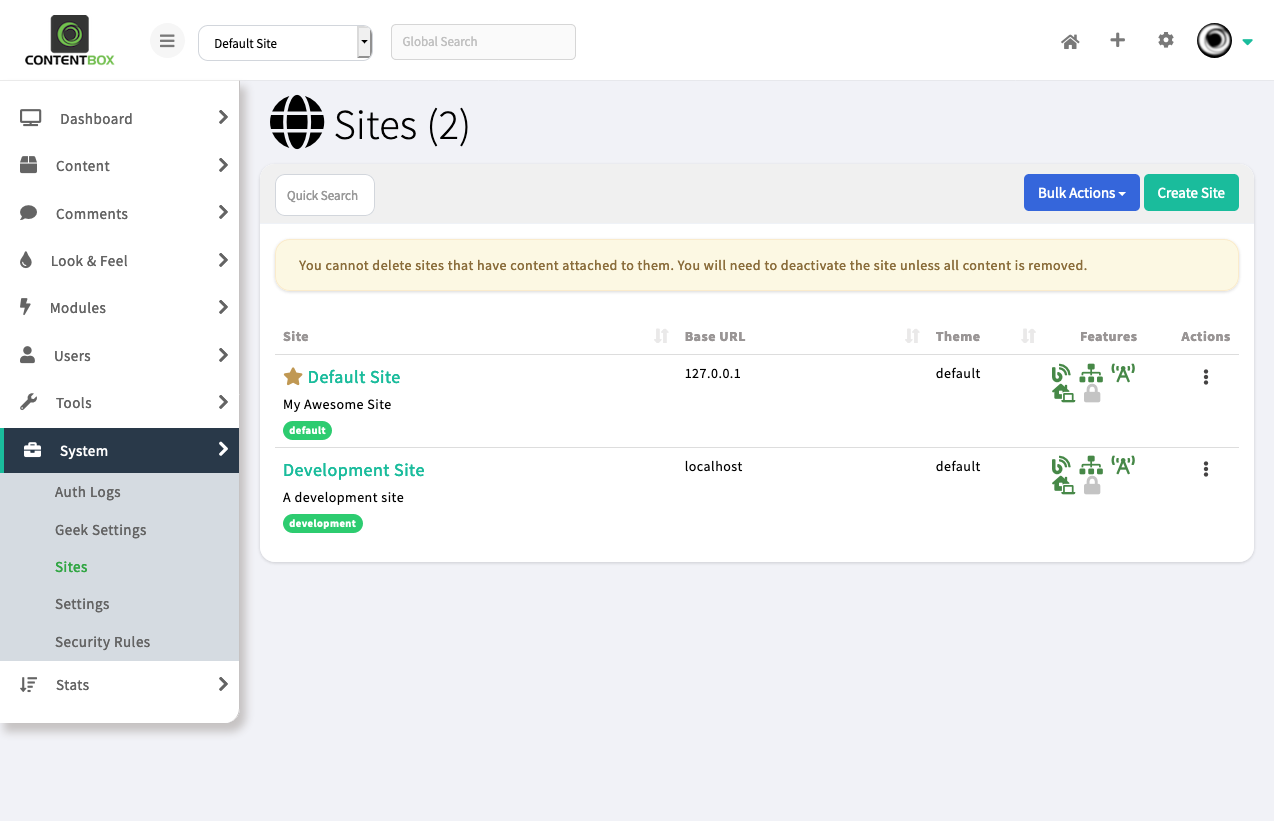 CONTENTBOX
Default Site
Global Search
Dashboard
Content
Comments
Look & Feel
Modules
Users
Tools
System
Auth Logs
Geek Settings
Sites
Settings
Security Rules
Stats
Sites (2)
Quick Search
Bulk Actions
Create Site
You cannot delete sites that have content attached to them. You will need to deactivate the site unless all content is removed.
Site Base URL Theme Features Actions
Default Site 127.0.0.1 default
My Awesome Site
default
Development Site localhost default
A development site
development